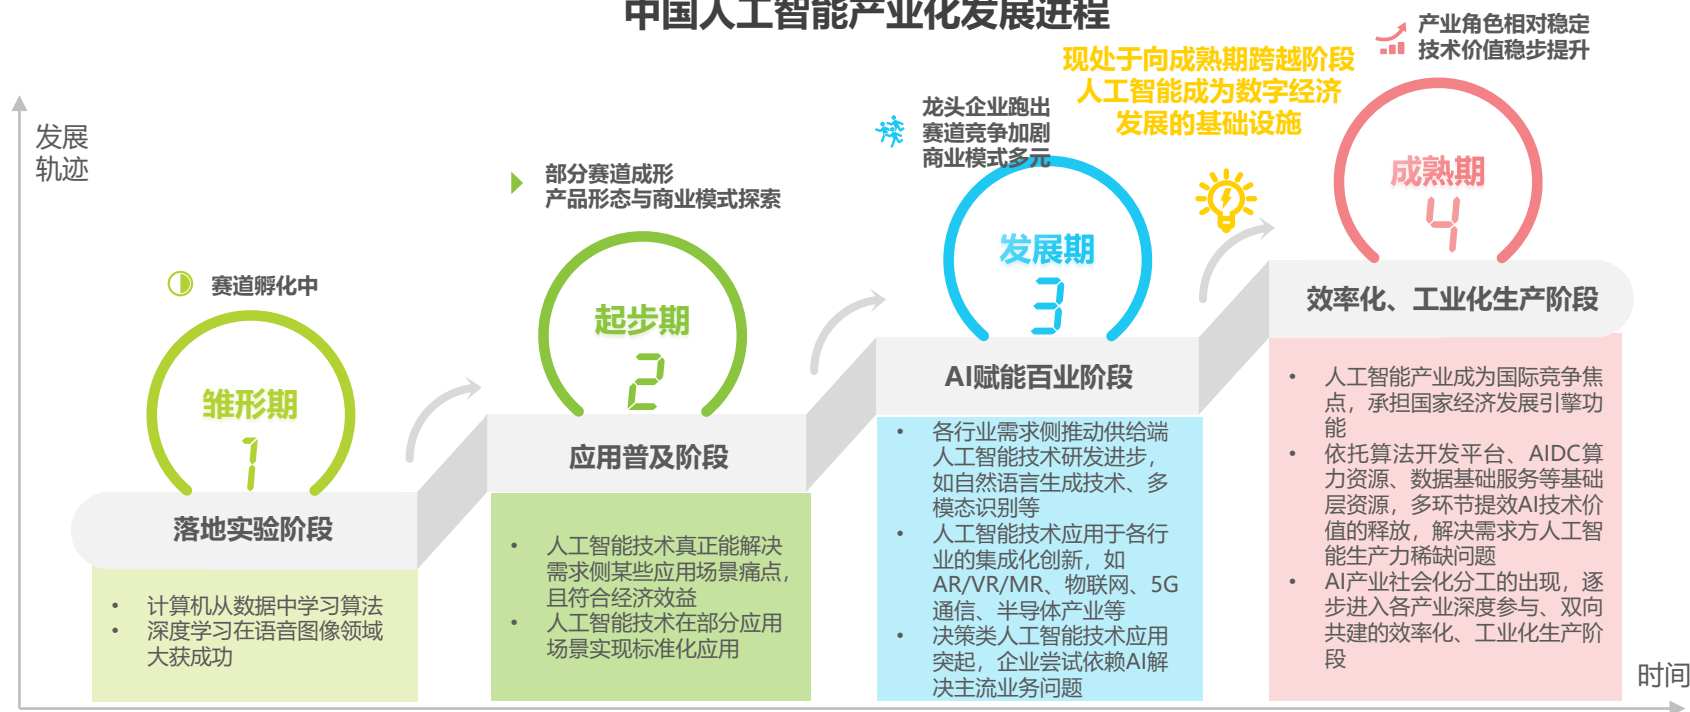 中国人工智能产业化发展进程
发展
轨迹
赛道孵化中
雏形期
1
落地实验阶段
• 计算机从数据中学习算法
• 深度学习在语音图像领域
大获成功
部分赛道成形
产品形态与商业模式探索
起步期
2
应用普及阶段
• 人工智能技术真正能解决
需求侧某些应用场景痛点，
且符合经济效益
• 人工智能技术在部分应用
场景实现标准化应用
龙头企业跑出
赛道竞争加剧
商业模式多元
发展期
3
AI赋能百业阶段
• 各行业需求侧推动供给端
人工智能技术研发进步，
如自然语言生成技术、多
模态识别等
• 人工智能技术应用于各行
业的集成化创新，如
AR/VR/MR、物联网、5G
通信、半导体产业等
• 决策类人工智能技术应用
突起，企业尝试依赖AI解
决主流业务问题
现处于向成熟期跨越阶段
人工智能成为数字经济
发展的基础设施
产业角色相对稳定
技术价值稳步提升
成熟期
4
效率化、工业化生产阶段
• 人工智能产业成为国际竞争焦
点，承担国家经济发展引擎功
能
• 依托算法开发平台、AIDC算
力资源、数据基础服务等基础
层资源，多环节提效AI技术价
值的释放，解决需求方人工智
能生产力稀缺问题
• AI产业社会化分工的出现，逐
步进入各产业深度参与、双向
共建的效率化、工业化生产阶
段
时间